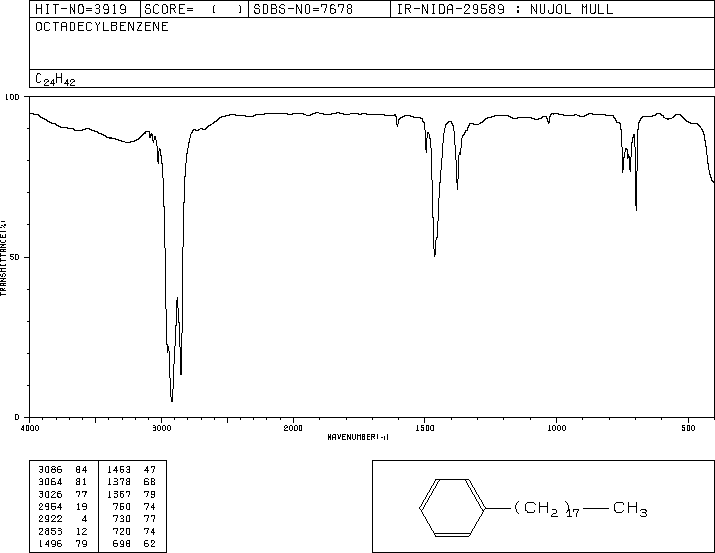 HIT-NO=3919 SCORE= ( ) SDBS-NO=7678 IR-NIDA-29589 : NUJOL MULL
OCTADECYLBENZENE
C24H42
100
50
0
TRANSMITTANCE(%)
4000 3000 2000 1500 1000 500
WAVENUMBER(-1)
3086 84 1463 47
3064 81 1378 68
3026 77 1367 79
2954 19 750 74
2922 4 730 77
2853 12 720 74
1496 79 698 62
(CH2)17 CH3